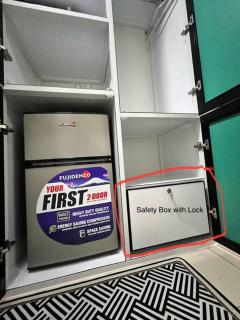 FUJIDENZO
YOUR
FIRST
2-DOOR
HEAVY DUTY QUALITY
ENERGY SAVING COMPRESSOR
SPACE SAVING
Safety Box with Lock